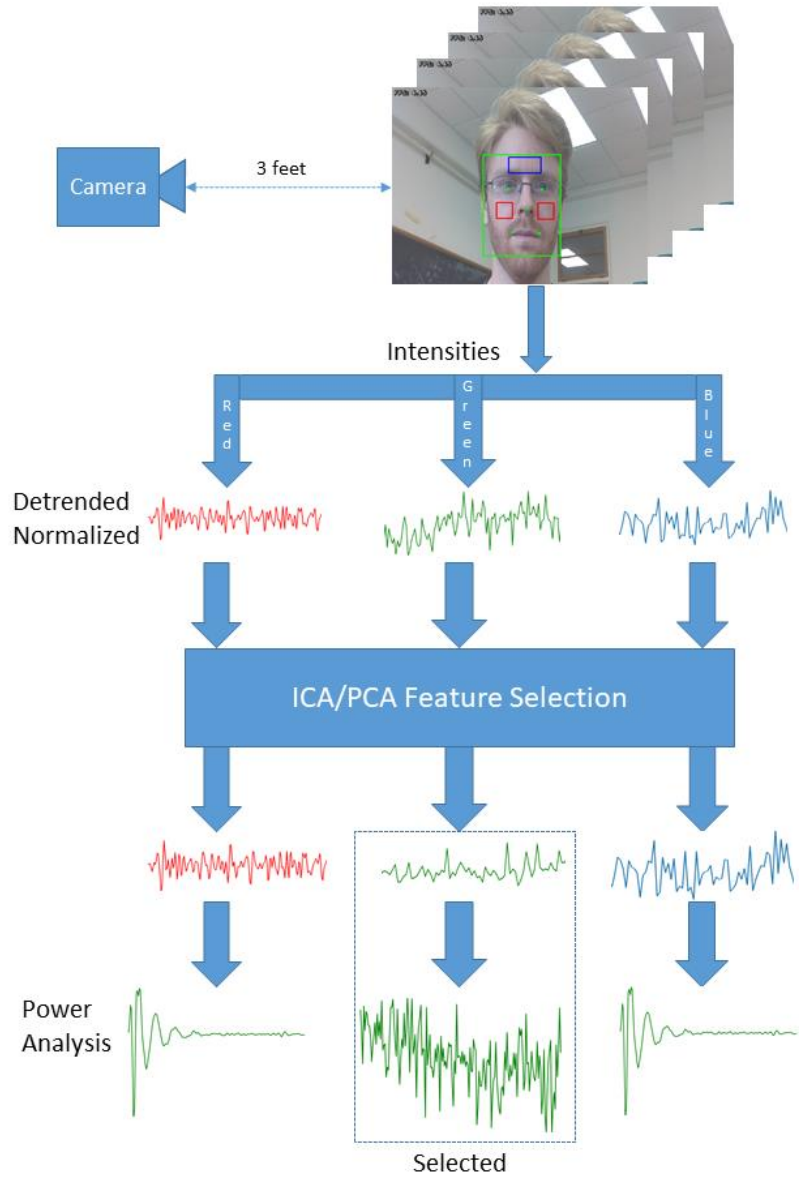 Camera
3 feet
Intensities
Red
Green
Blue
Detrended
Normalized
ICA/PCA Feature Selection
Power
Analysis
Selected